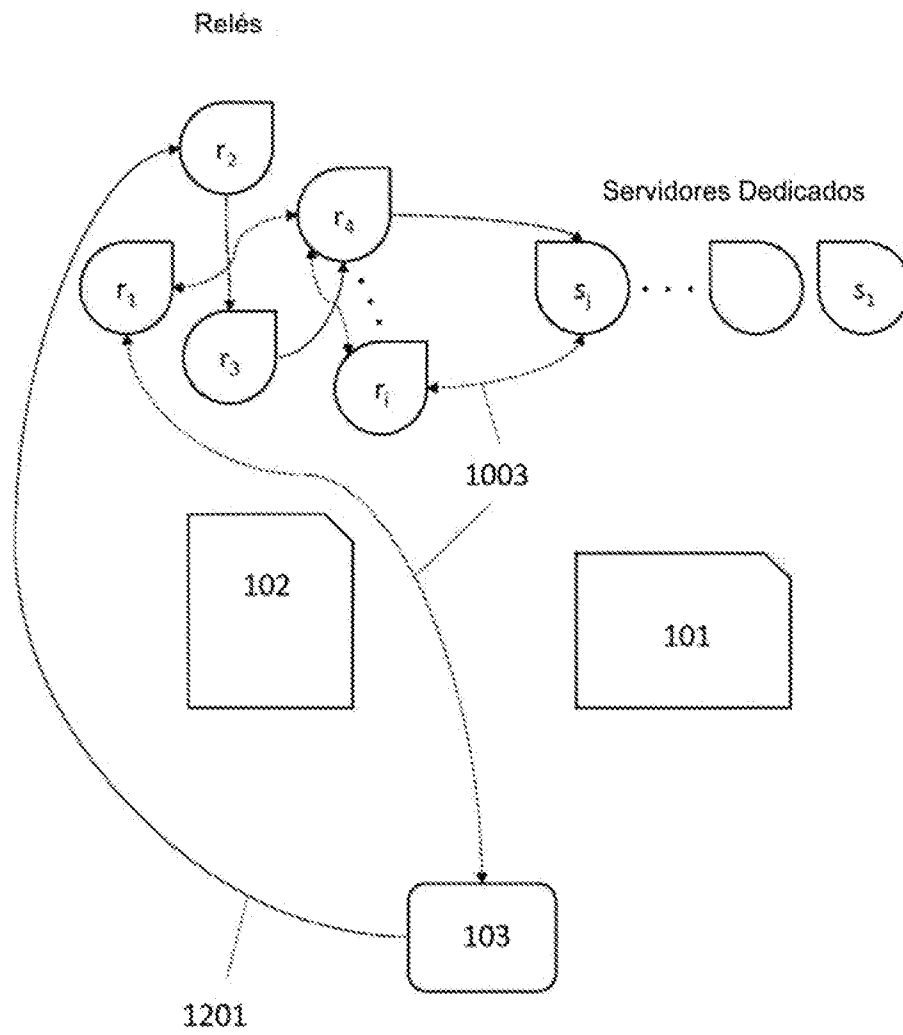 Relés
r₂
r₄
Servidores Dedicados
r₁
sⱼ
s₁
r₃
rᵢ
1003
102
101
103
1201